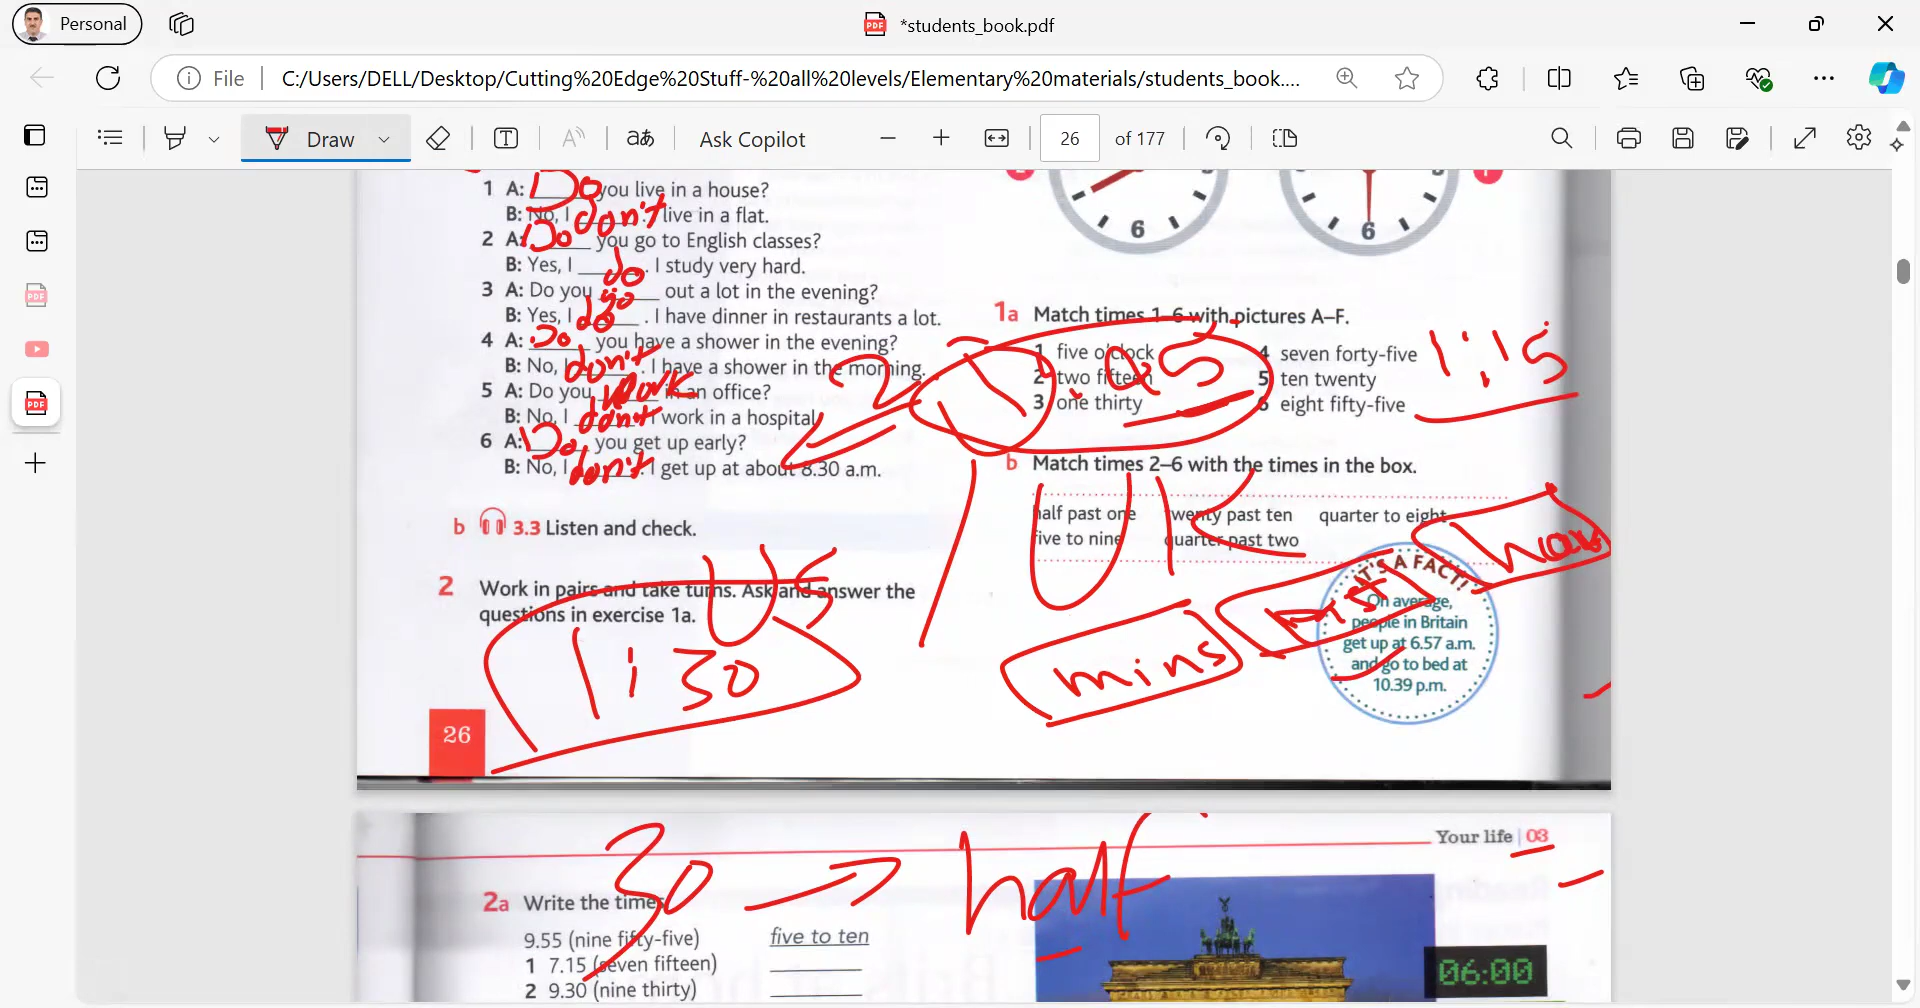 Personal
*students_book.pdf
File
C:/Users/DELL/Desktop/Cutting%20Edge%20Stuff-%20all%20levels/Elementary%20materials/students_book....
Draw
Ask Copilot
26 of 177
1 A: Do you live in a house?
B: No, I don't. I live in a flat.
2 A: Do you go to English classes?
B: Yes, I do. I study very hard.
3 A: Do you go out a lot in the evening?
B: Yes, I do. I have dinner in restaurants a lot.
4 A: Do you have a shower in the evening?
B: No, I don't. I have a shower in the morning.
5 A: Do you work in an office?
B: No, I don't. I work in a hospital.
6 A: Do you get up early?
B: No, I don't. I get up at about 8.30 a.m.
b 3.3 Listen and check.
2 Work in pairs and take turns. Ask and answer the
questions in exercise 1a.
US
1:30
26
6
6
1a Match times 1–6 with pictures A–F.
1 five o'clock
2 two fifteen
3 one thirty
4 seven forty-five
5 ten twenty
6 eight fifty-five
1:15
2
b Match times 2–6 with the times in the box.
half past one twenty past ten quarter to eight
five to nine quarter past two
UK
mins
IT'S A FACT!
On average,
people in Britain
get up at 6.57 a.m.
and go to bed at
10.39 p.m.
Your life | 03
30 → half
2a Write the times.
9.55 (nine fifty-five) five to ten
1 7.15 (seven fifteen)
2 9.30 (nine thirty)
06:00